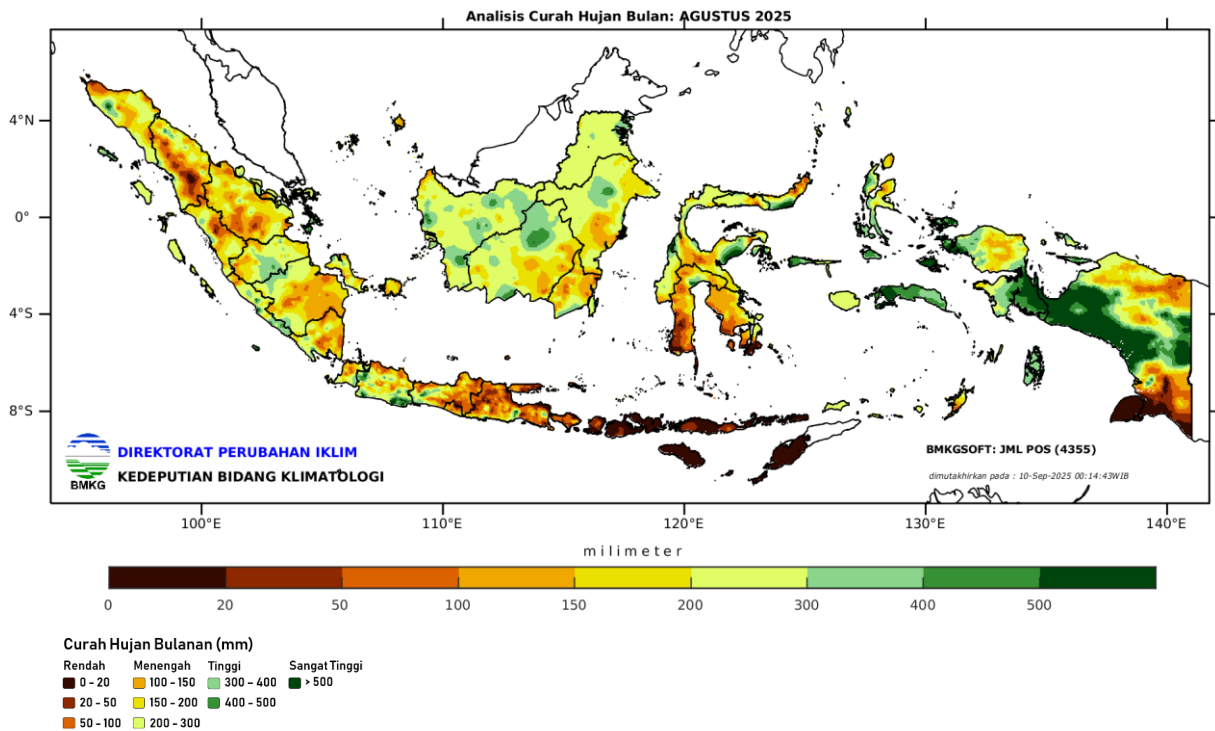 Analisis Curah Hujan Bulan: AGUSTUS 2025
4°N
0°
4°S
8°S
DIREKTORAT PERUBAHAN IKLIM
KEDEPUTIAN BIDANG KLIMATOLOGI
BMKG
BMKGSOFT: JML POS (4355)
dimutakhirkan pada : 10-Sep-2025 00:14:43WIB
100°E 110°E 120°E 130°E 140°E
milimeter
0 20 50 100 150 200 300 400 500
Curah Hujan Bulanan (mm)
Rendah Menengah Tinggi Sangat Tinggi
0 - 20 100 - 150 300 - 400 > 500
20 - 50 150 - 200 400 - 500
50 - 100 200 - 300